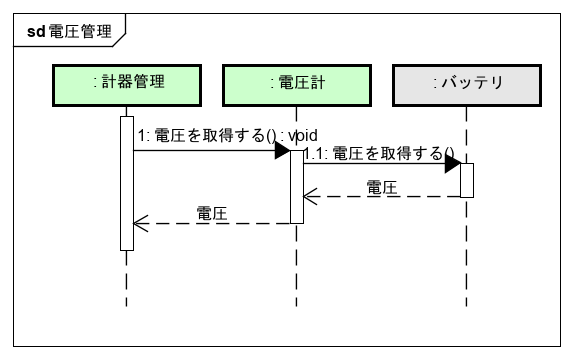 sd 電圧管理
: 計器管理
: 電圧計
: バッテリ
1: 電圧を取得する() : void
1.1: 電圧を取得する()
電圧
電圧